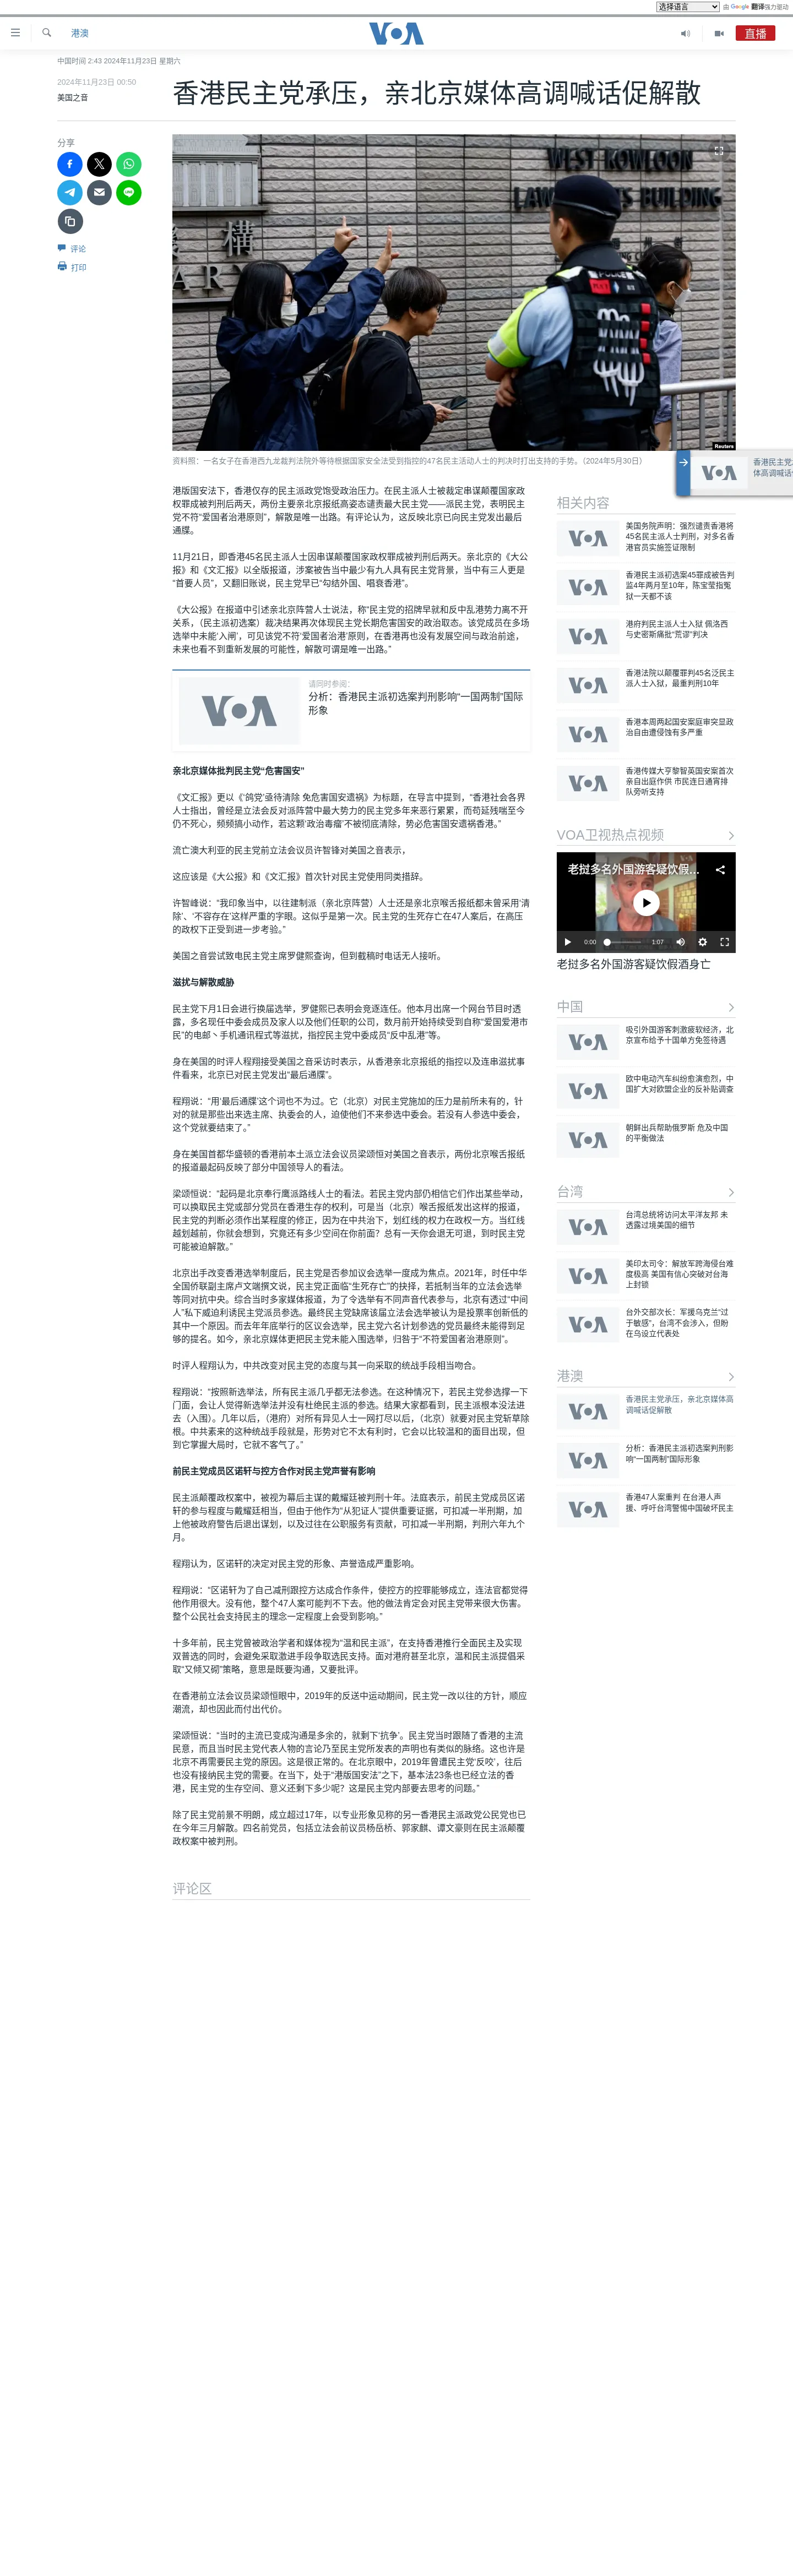 选择语言
由 Google 翻译强力驱动
港澳
VOA
直播
中国时间 2:43 2024年11月23日 星期六
2024年11月23日 00:50
美国之音
香港民主党承压，亲北京媒体高调喊话促解散
分享
评论
打印
WEST KOWLOON
LAW COURTS BUILDING
POLICE
Reuters
资料照：一名女子在香港西九龙裁判法院外等待根据国家安全法受到指控的47名民主活动人士的判决时打出支持的手势。（2024年5月30日）
港版国安法下，香港仅存的民主派政党饱受政治压力。在民主派人士被裁定串谋颠覆国家政
权罪成被判刑后两天，两份主要亲北京报纸高姿态谴责最大民主党——派民主党，表明民主
党不符“爱国者治港原则”，解散是唯一出路。有评论认为，这反映北京已向民主党发出最后
通牒。
11月21日，即香港45名民主派人士因串谋颠覆国家政权罪成被判刑后两天。亲北京的《大公
报》和《文汇报》以全版报道，涉案被告当中最少有九人具有民主党背景，当中有三人更是
“首要人员”，又翻旧账说，民主党早已“勾结外国、唱衰香港”。
《大公报》在报道中引述亲北京阵营人士说法，称“民主党的招牌早就和反中乱港势力离不开
关系，（民主派初选案）裁决结果再次体现民主党长期危害国安的政治取态。该党成员在多场
选举中未能‘入闸’，可见该党不符‘爱国者治港’原则，在香港再也没有发展空间与政治前途，
未来也看不到重新发展的可能性，解散可谓是唯一出路。”
请同时参阅：
分析：香港民主派初选案判刑影响“一国两制”国际
形象
亲北京媒体批判民主党“危害国安”
《文汇报》更以《‘鸽党’亟待清除 免危害国安遗祸》为标题，在导言中提到，“香港社会各界
人士指出，曾经是立法会反对派阵营中最大势力的民主党多年来恶行累累，而苟延残喘至今
仍不死心，频频搞小动作，若这颗‘政治毒瘤’不被彻底清除，势必危害国安遗祸香港。”
流亡澳大利亚的民主党前立法会议员许智锋对美国之音表示，
这应该是《大公报》和《文汇报》首次针对民主党使用同类措辞。
许智峰说：“我印象当中，以往建制派（亲北京阵营）人士还是亲北京喉舌报纸都未曾采用‘清
除’、‘不容存在’这样严重的字眼。这似乎是第一次。民主党的生死存亡在47人案后，在高压
的政权下正受到进一步考验。”
美国之音尝试致电民主党主席罗健熙查询，但到截稿时电话无人接听。
滋扰与解散威胁
民主党下月1日会进行换届选举，罗健熙已表明会竞逐连任。他本月出席一个网台节目时透
露，多名现任中委会成员及家人以及他们任职的公司，数月前开始持续受到自称“爱国爱港市
民”的电邮丶手机通讯程式等滋扰，指控民主党中委成员“反中乱港”等。
身在美国的时评人程翔接受美国之音采访时表示，从香港亲北京报纸的指控以及连串滋扰事
件看来，北京已对民主党发出“最后通牒”。
程翔说：“用‘最后通牒’这个词也不为过。它（北京）对民主党施加的压力是前所未有的，针
对的就是那些出来选主席、执委会的人，迫使他们不来参选中委会。若没有人参选中委会，
这个党就要结束了。”
身在美国首都华盛顿的香港前本土派立法会议员梁颂恒对美国之音表示，两份北京喉舌报纸
的报道最起码反映了部分中国领导人的看法。
梁颂恒说：“起码是北京奉行鹰派路线人士的看法。若民主党内部仍相信它们作出某些举动，
可以换取民主党或部分党员在香港生存的权利，可是当（北京）喉舌报纸发出这样的报道，
民主党的判断必须作出某程度的修正，因为在中共治下，划红线的权力在政权一方。当红线
越划越前，你就会想到，究竟还有多少空间在你前面？总有一天你会退无可退，到时民主党
可能被迫解散。”
北京出手改变香港选举制度后，民主党是否参加议会选举一度成为焦点。2021年，时任中华
全国侨联副主席卢文端撰文说，民主党正面临“生死存亡”的抉择，若抵制当年的立法会选举
等同对抗中央。综合当时多家媒体报道，为了令选举有不同声音代表参与，北京有透过“中间
人”私下威迫利诱民主党派员参选。最终民主党缺席该届立法会选举被认为是投票率创新低的
其中一个原因。而去年年底举行的区议会选举，民主党六名计划参选的党员最终未能得到足
够的提名。如今，亲北京媒体更把民主党未能入围选举，归咎于“不符爱国者治港原则”。
时评人程翔认为，中共改变对民主党的态度与其一向采取的统战手段相当吻合。
程翔说：“按照新选举法，所有民主派几乎都无法参选。在这种情况下，若民主党参选撑一下
门面，会让人觉得新选举法并没有杜绝民主派的参选。结果大家都看到，民主派根本没法进
去（入围）。几年以后，（港府）对所有异见人士一网打尽以后，（北京）就要对民主党斩草除
根。中共素来的这种统战手段就是，形势对它不太有利时，它会以比较温和的面目出现，但
到它掌握大局时，它就不客气了。”
前民主党成员区诺轩与控方合作对民主党声誉有影响
民主派颠覆政权案中，被视为幕后主谋的戴耀廷被判刑十年。法庭表示，前民主党成员区诺
轩的参与程度与戴耀廷相当，但由于他作为“从犯证人”提供重要证据，可扣减一半刑期，加
上他被政府警告后退出谋划，以及过往在公职服务有贡献，可扣减一半刑期，判刑六年九个
月。
程翔认为，区诺轩的决定对民主党的形象、声誉造成严重影响。
程翔说：“区诺轩为了自己减刑跟控方达成合作条件，使控方的控罪能够成立，连法官都觉得
他作用很大。没有他，整个47人案可能判不下去。他的做法肯定会对民主党带来很大伤害。
整个公民社会支持民主的理念一定程度上会受到影响。”
十多年前，民主党曾被政治学者和媒体视为“温和民主派”，在支持香港推行全面民主及实现
双普选的同时，会避免采取激进手段争取选民支持。面对港府甚至北京，温和民主派提倡采
取“又倾又砌”策略，意思是既要沟通，又要批评。
在香港前立法会议员梁颂恒眼中，2019年的反送中运动期间，民主党一改以往的方针，顺应
潮流，却也因此而付出代价。
梁颂恒说：“当时的主流已变成沟通是多余的，就剩下‘抗争’。民主党当时跟随了香港的主流
民意，而且当时民主党代表人物的言论乃至民主党所发表的声明也有类似的脉络。这也许是
北京不再需要民主党的原因。这是很正常的。在北京眼中，2019年曾遭民主党‘反咬’，往后
也没有接纳民主党的需要。在当下，处于“港版国安法”之下，基本法23条也已经立法的香
港，民主党的生存空间、意义还剩下多少呢？这是民主党内部要去思考的问题。”
除了民主党前景不明朗，成立超过17年，以专业形象见称的另一香港民主派政党公民党也已
在今年三月解散。四名前党员，包括立法会前议员杨岳桥、郭家麒、谭文豪则在民主派颠覆
政权案中被判刑。
评论区
相关内容
美国务院声明：强烈谴责香港将
45名民主派人士判刑，对多名香
港官员实施签证限制
香港民主派初选案45罪成被告判
监4年两月至10年，陈宝莹指冤
狱一天都不该
港府判民主派人士入狱 佩洛西
与史密斯痛批“荒谬”判决
香港法院以颠覆罪判45名泛民主
派人士入狱，最重判刑10年
香港本周两起国安案庭审突显政
治自由遭侵蚀有多严重
香港传媒大亨黎智英国安案首次
亲自出庭作供 市民连日通宵排
队旁听支持
VOA卫视热点视频
老挝多名外国游客疑饮假...
0:00
1:07
老挝多名外国游客疑饮假酒身亡
中国
吸引外国游客刺激疲软经济，北
京宣布给予十国单方免签待遇
欧中电动汽车纠纷愈演愈烈，中
国扩大对欧盟企业的反补贴调查
朝鲜出兵帮助俄罗斯 危及中国
的平衡做法
台湾
台湾总统将访问太平洋友邦 未
透露过境美国的细节
美印太司令：解放军跨海侵台难
度极高 美国有信心突破对台海
上封锁
台外交部次长：军援乌克兰“过
于敏感”，台湾不会涉入，但盼
在乌设立代表处
港澳
香港民主党承压，亲北京媒体高
调喊话促解散
分析：香港民主派初选案判刑影
响“一国两制”国际形象
香港47人案重判 在台港人声
援、呼吁台湾警惕中国破坏民主